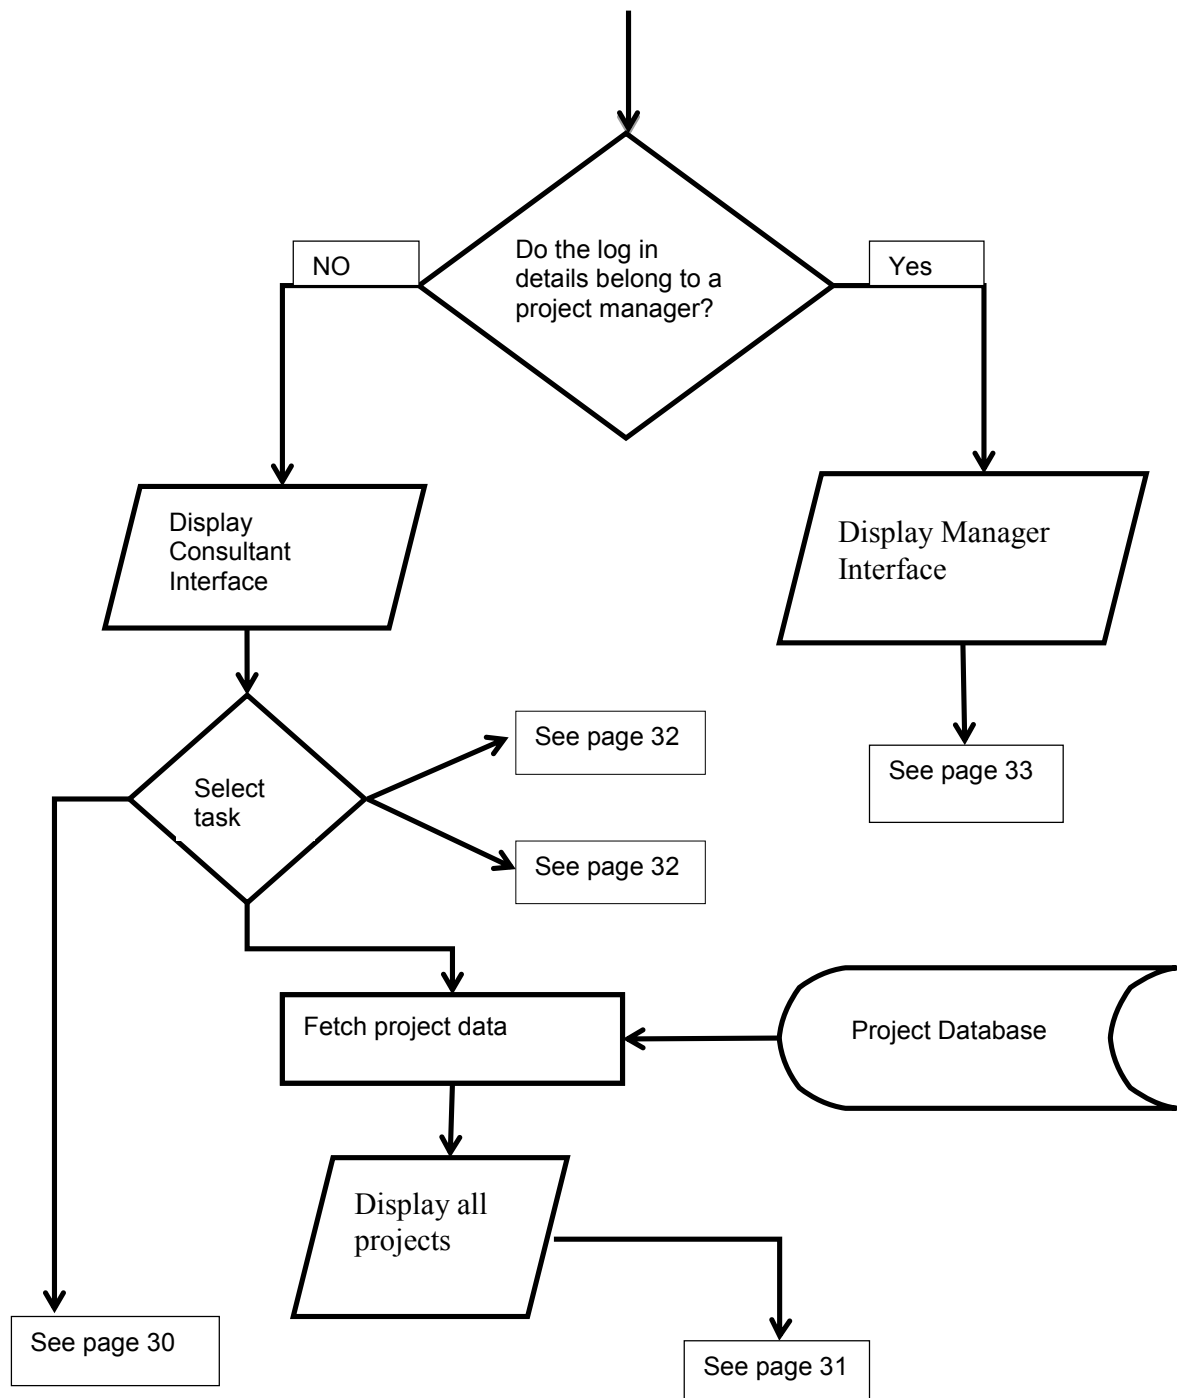 Do the log in
details belong to a
project manager?
NO
Yes
Display
Consultant
Interface
Display Manager
Interface
See page 32
See page 33
Select
task
See page 32
Fetch project data
Project Database
Display all
projects
See page 30
See page 31